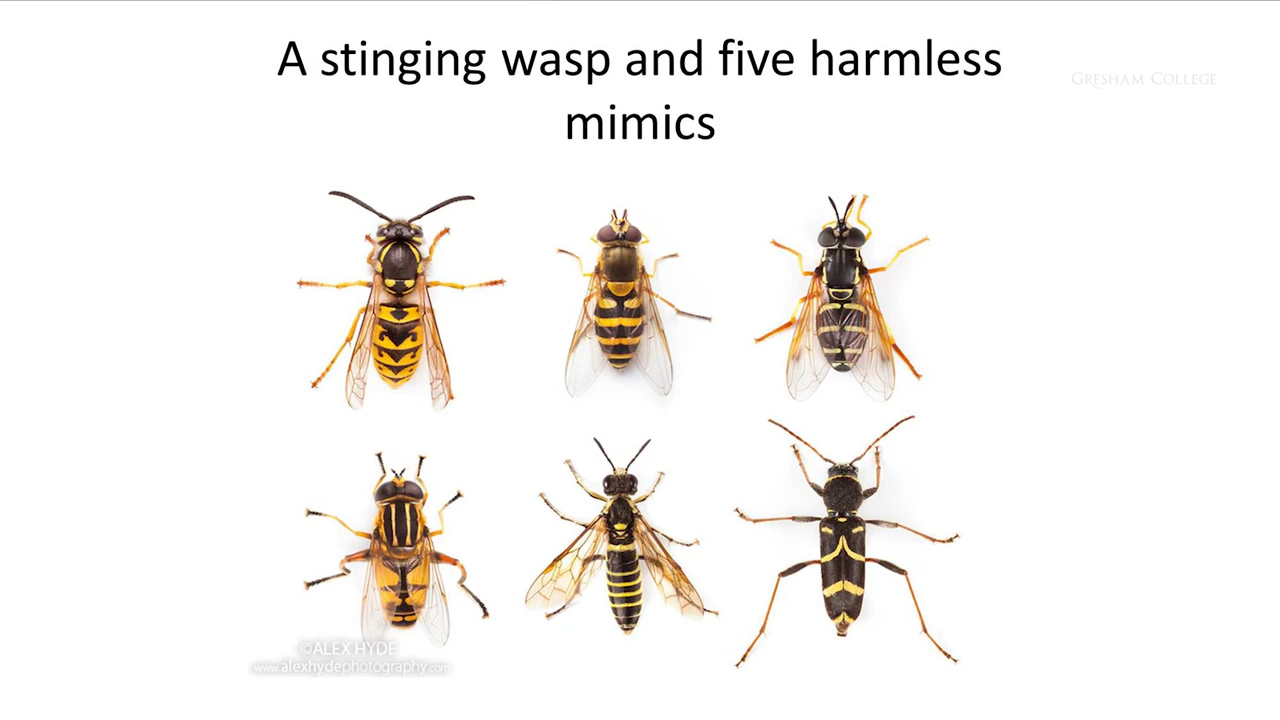 A stinging wasp and five harmless
mimics
GRESHAM COLLEGE
©ALEX HYDE
www.alexhydephotography.com